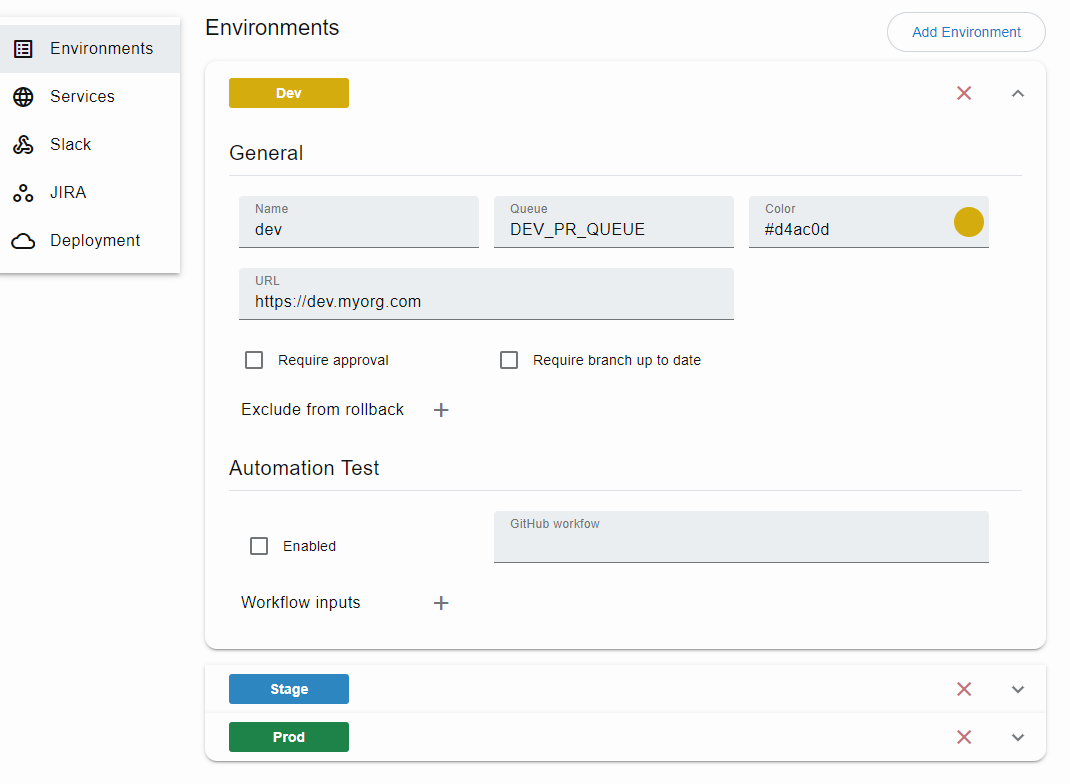 Environments
Services
Slack
JIRA
Deployment
Environments
Add Environment
Dev
General
Name
dev
Queue
DEV_PR_QUEUE
Color
#d4ac0d
URL
https://dev.myorg.com
Require approval
Require branch up to date
Exclude from rollback
Automation Test
Enabled
GitHub workfow
Workflow inputs
Stage
Prod